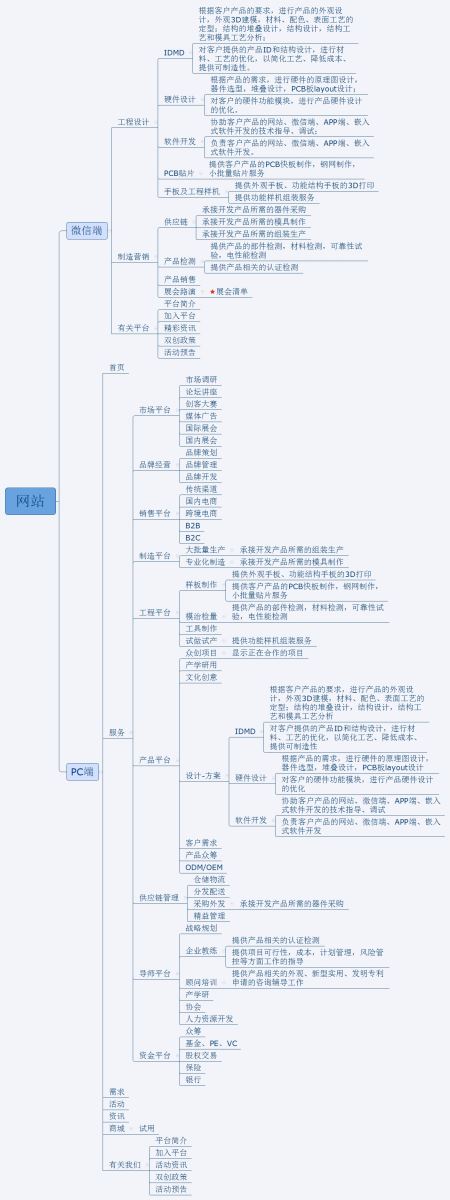 网站
微信端
工程设计
IDMD
根据客户产品的要求，进行产品的外观设
计，外观3D建模，材料、配色、表面工艺的
定型；结构的堆叠设计，结构设计，结构工
艺和模具工艺分析；
对客户提供的产品ID和结构设计，进行材
料、工艺的优化，以简化工艺、降低成本、
提供可制造性。
硬件设计
根据产品的需求，进行硬件的原理图设计，
器件选型，堆叠设计，PCB板layout设计；
对客户的硬件功能模块，进行产品硬件设计
的优化。
软件开发
协助客户产品的网站、微信端、APP端、嵌入
式软件开发的技术指导、调试；
负责客户产品的网站、微信端、APP端、嵌入
式软件开发。
PCB贴片
提供客户产品的PCB快板制作，钢网制作，
小批量贴片服务
手板及工程样机
提供外观手板、功能结构手板的3D打印
提供功能样机组装服务
制造营销
供应链
承接开发产品所需的器件采购
承接开发产品所需的模具制作
承接开发产品所需的组装生产
产品检测
提供产品的部件检测，材料检测，可靠性试
验，电性能检测
提供产品相关的认证检测
产品销售
展会路演
★展会清单
有关平台
平台简介
加入平台
精彩资讯
双创政策
活动预告
PC端
首页
服务
市场平台
市场调研
论坛讲座
创客大赛
媒体广告
国际展会
国内展会
品牌经营
品牌策划
品牌管理
品牌开发
销售平台
传统渠道
国内电商
跨境电商
B2B
B2C
制造平台
大批量生产
承接开发产品所需的组装生产
专业化制造
承接开发产品所需的模具制作
工程平台
样板制作
提供外观手板、功能结构手板的3D打印
提供客户产品的PCB快板制作，钢网制作，
小批量贴片服务
模治检量
提供产品的部件检测，材料检测，可靠性试
验，电性能检测
工具制作
试做试产
提供功能样机组装服务
产品平台
众创项目
显示正在合作的项目
产学研用
文化创意
设计-方案
IDMD
根据客户产品的要求，进行产品的外观设
计，外观3D建模，材料、配色、表面工艺的
定型；结构的堆叠设计，结构设计，结构工
艺和模具工艺分析
对客户提供的产品ID和结构设计，进行材
料、工艺的优化，以简化工艺、降低成本、
提供可制造性
硬件设计
根据产品的需求，进行硬件的原理图设计，
器件选型，堆叠设计，PCB板layout设计
对客户的硬件功能模块，进行产品硬件设计
的优化
软件开发
协助客户产品的网站、微信端、APP端、嵌入
式软件开发的技术指导、调试
负责客户产品的网站、微信端、APP端、嵌入
式软件开发
客户需求
产品众筹
ODM/OEM
供应链管理
仓储物流
分发配送
采购外发
承接开发产品所需的器件采购
精益管理
导师平台
战略规划
企业教练
提供产品相关的认证检测
提供项目可行性，成本，计划管理，风险管
控等方面工作的指导
顾问培训
提供产品相关的外观、新型实用、发明专利
申请的咨询辅导工作
产学研
协会
人力资源开发
资金平台
众筹
基金、PE、VC
股权交易
保险
银行
需求
活动
资讯
商城
试用
有关我们
平台简介
加入平台
活动资讯
双创政策
活动预告